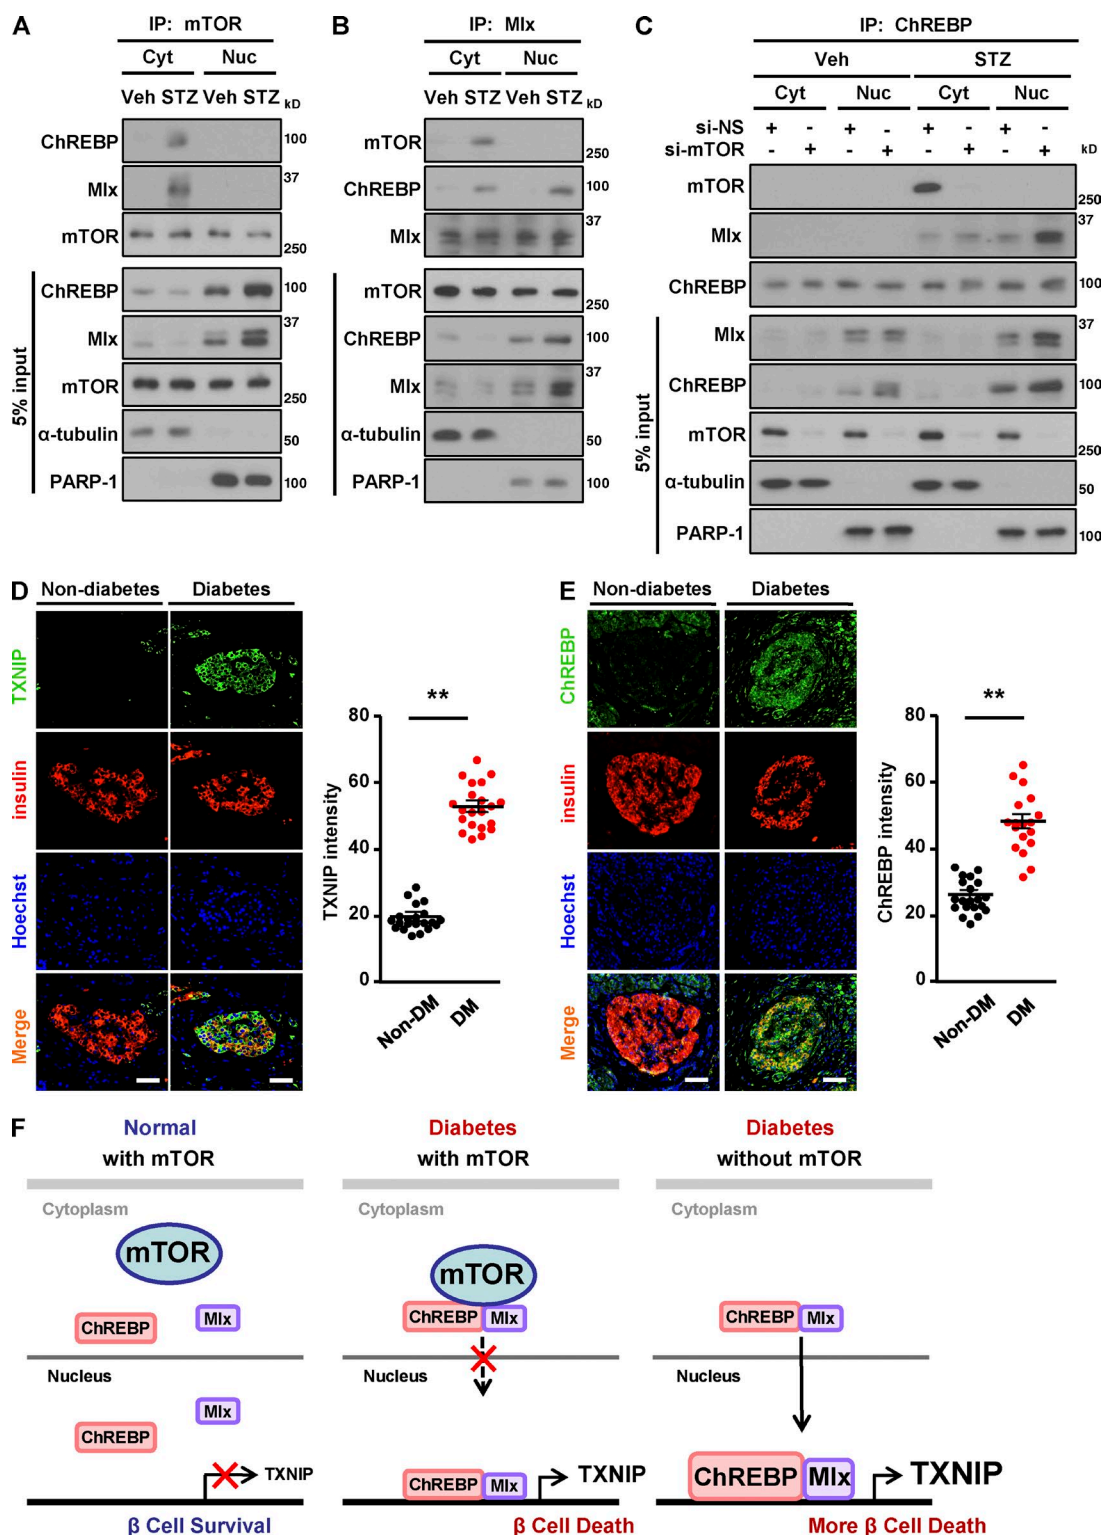 A
IP: mTOR
Cyt Nuc
Veh STZ Veh STZ kD
ChREBP 100
Mlx 37
mTOR 250
5% input
ChREBP 100
Mlx 37
mTOR 250
α-tubulin 50
PARP-1 100
B
IP: Mlx
Cyt Nuc
Veh STZ Veh STZ kD
mTOR 250
ChREBP 100
Mlx 37
5% input
mTOR 250
ChREBP 100
Mlx 37
α-tubulin 50
PARP-1 100
C
IP: ChREBP
Veh STZ
Cyt Nuc Cyt Nuc
si-NS + - + - + - + -
si-mTOR - + - + - + - + kD
mTOR 250
Mlx 37
ChREBP 100
5% input
Mlx 37
ChREBP 100
mTOR 250
α-tubulin 50
PARP-1 100
D
Non-diabetes Diabetes
TXNIP
insulin
Hoechst
Merge
TXNIP intensity
80
60
40
20
0
**
Non-DM DM
E
Non-diabetes Diabetes
ChREBP
insulin
Hoechst
Merge
ChREBP intensity
80
60
40
20
0
**
Non-DM DM
F
Normal
with mTOR
Cytoplasm
mTOR
ChREBP Mlx
Nucleus
ChREBP Mlx
TXNIP
β Cell Survival
Diabetes
with mTOR
Cytoplasm
mTOR
ChREBP Mlx
Nucleus
ChREBP Mlx
TXNIP
β Cell Death
Diabetes
without mTOR
Cytoplasm
ChREBP Mlx
Nucleus
ChREBP Mlx
TXNIP
More β Cell Death